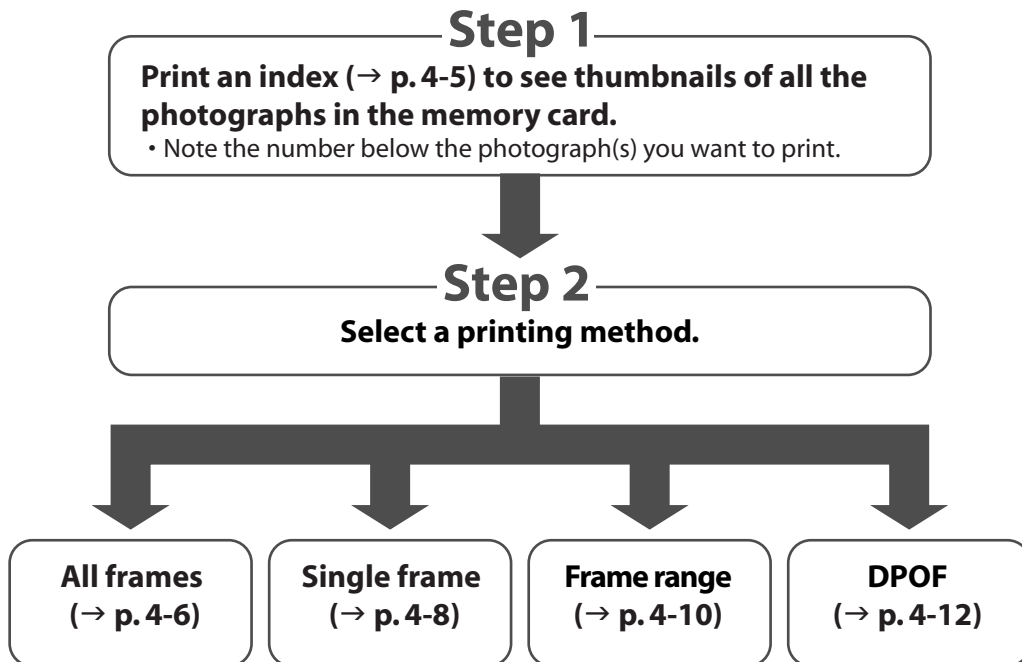 Step 1
Print an index (→ p. 4-5) to see thumbnails of all the
photographs in the memory card.
• Note the number below the photograph(s) you want to print.
Step 2
Select a printing method.
All frames
(→ p. 4-6)
Single frame
(→ p. 4-8)
Frame range
(→ p. 4-10)
DPOF
(→ p. 4-12)